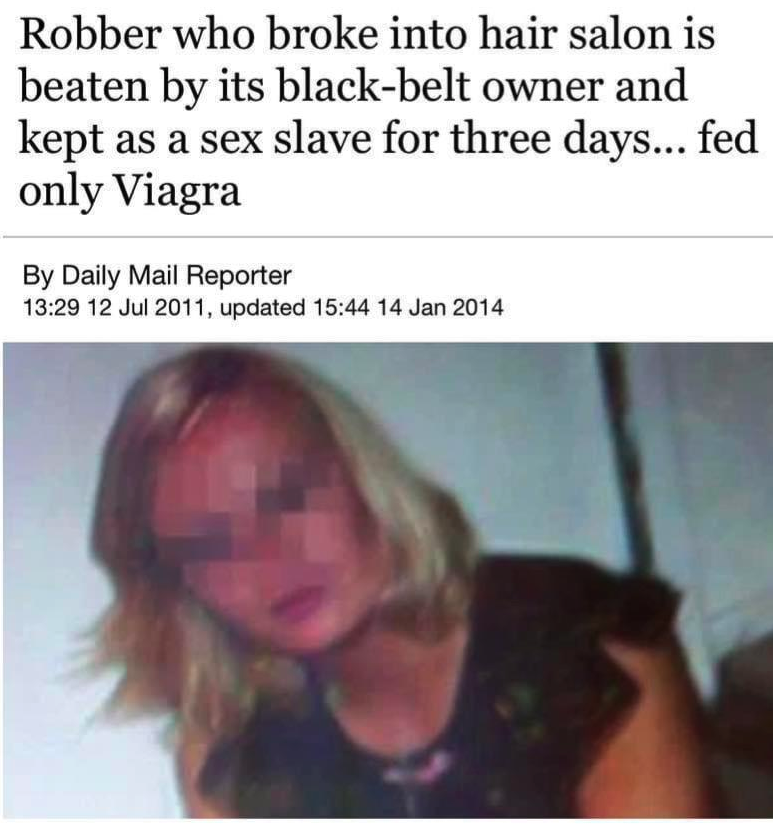 Robber who broke into hair salon is
beaten by its black-belt owner and
kept as a sex slave for three days... fed
only Viagra
By Daily Mail Reporter
13:29 12 Jul 2011, updated 15:44 14 Jan 2014